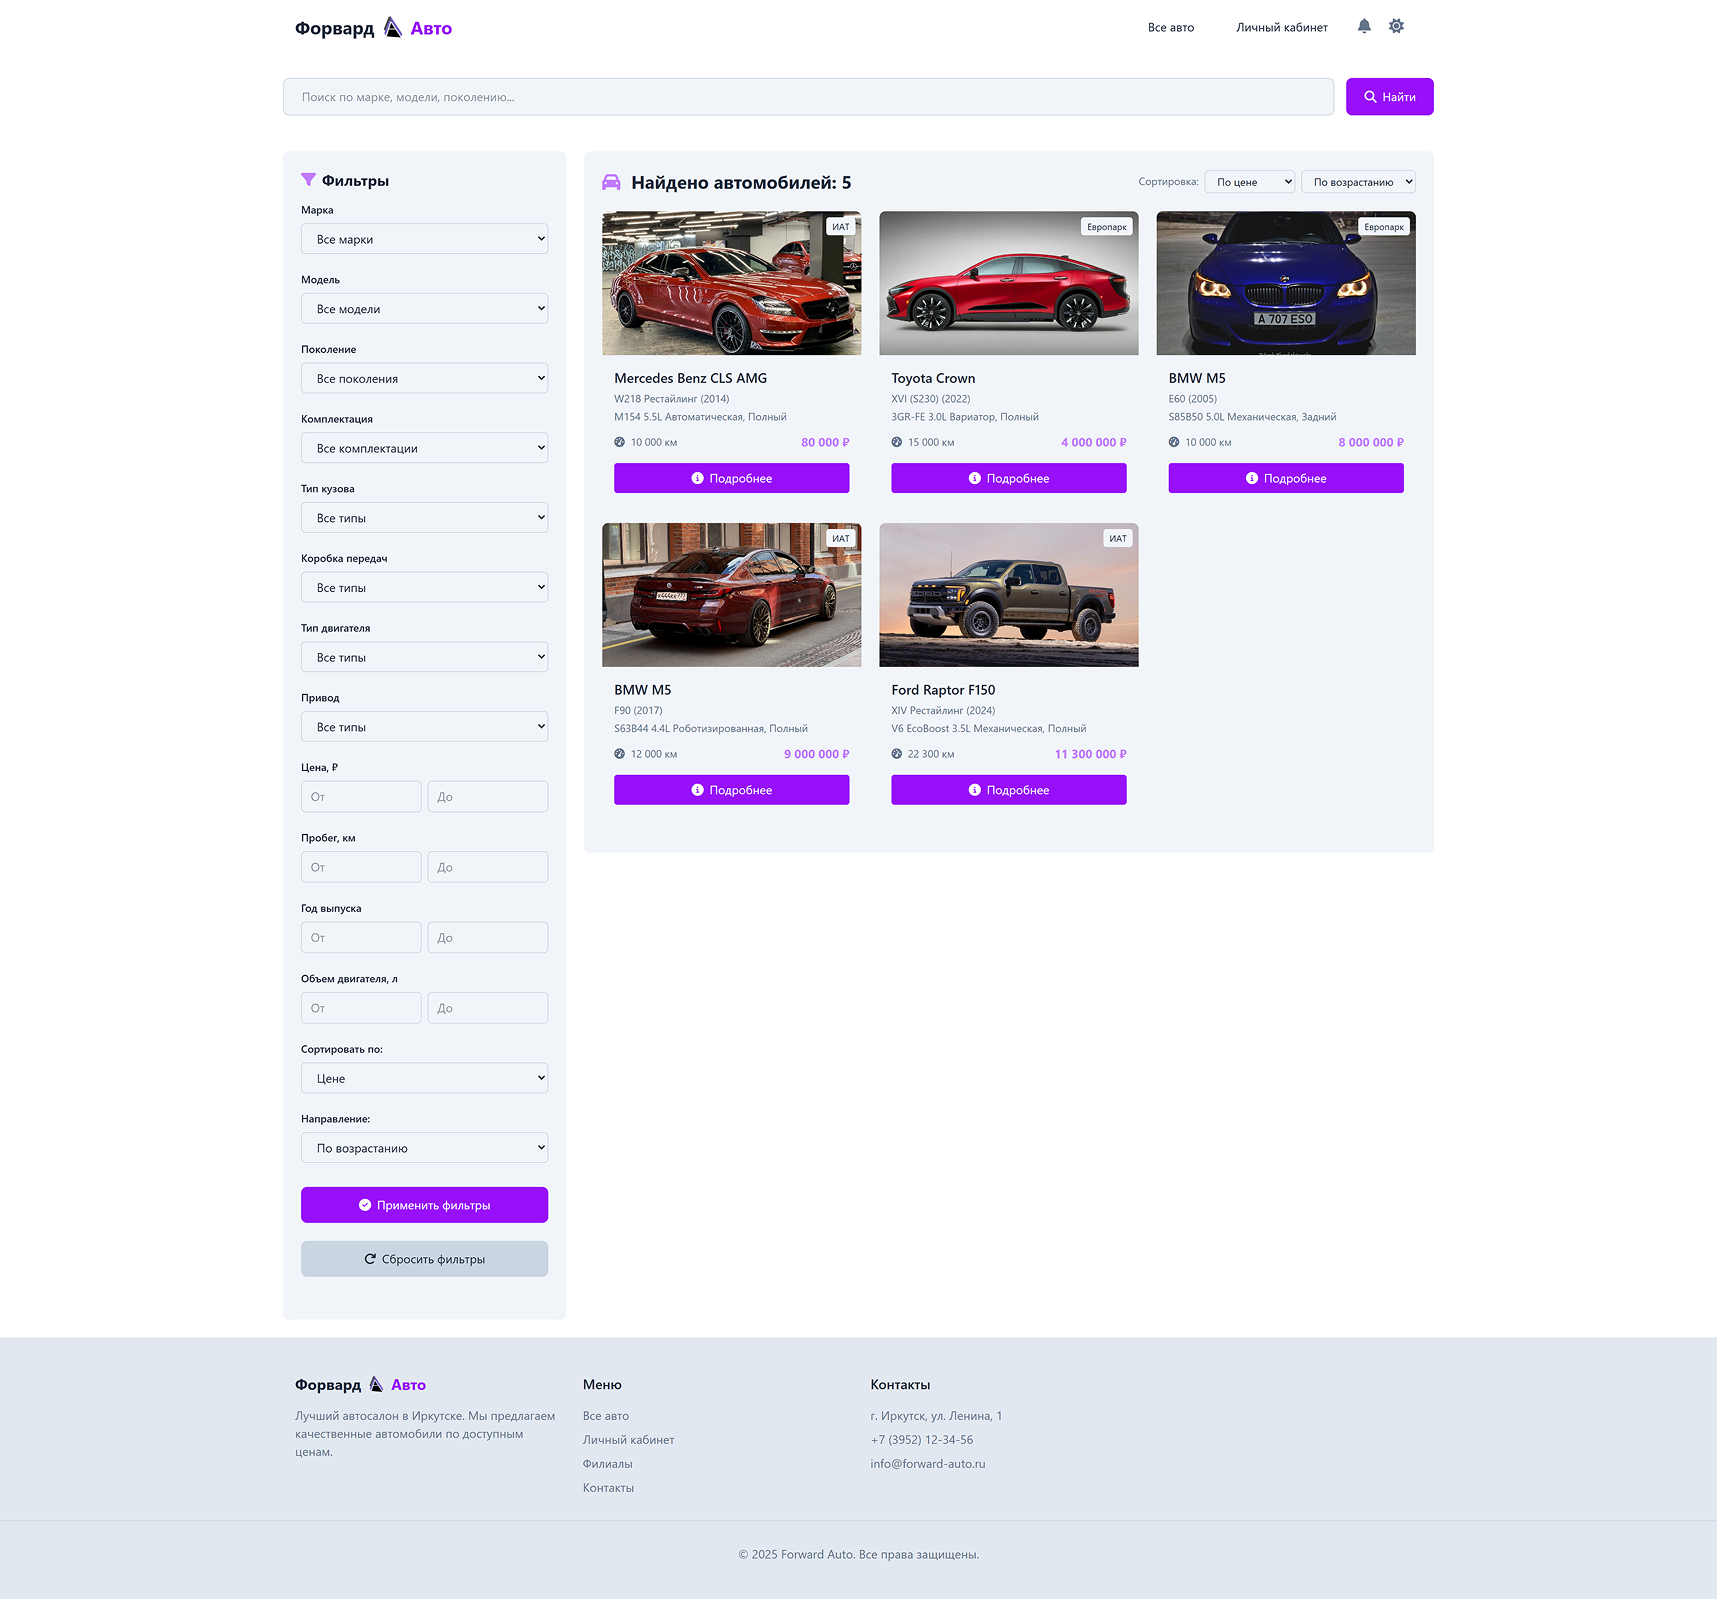 Форвард Авто
Все авто
Личный кабинет
Поиск по марке, модели, поколению...
Найти
Фильтры
Марка
Все марки
Модель
Все модели
Поколение
Все поколения
Комплектация
Все комплектации
Тип кузова
Все типы
Коробка передач
Все типы
Тип двигателя
Все типы
Привод
Все типы
Цена, ₽
От До
Пробег, км
От До
Год выпуска
От До
Объем двигателя, л
От До
Сортировать по:
Цене
Направление:
По возрастанию
Применить фильтры
Сбросить фильтры
Найдено автомобилей: 5
Сортировка: По цене По возрастанию
ИАТ
Mercedes Benz CLS AMG
W218 Рестайлинг (2014)
M154 5.5L Автоматическая, Полный
10 000 км 80 000 ₽
Подробнее
Европарк
Toyota Crown
XVI (S230) (2022)
3GR-FE 3.0L Вариатор, Полный
15 000 км 4 000 000 ₽
Подробнее
Европарк
A 707 ESO
BMW M5
E60 (2005)
S85B50 5.0L Механическая, Задний
10 000 км 8 000 000 ₽
Подробнее
ИАТ
BMW M5
F90 (2017)
S63B44 4.4L Роботизированная, Полный
12 000 км 9 000 000 ₽
Подробнее
ИАТ
Ford Raptor F150
XIV Рестайлинг (2024)
V6 EcoBoost 3.5L Механическая, Полный
22 300 км 11 300 000 ₽
Подробнее
Форвард Авто
Лучший автосалон в Иркутске. Мы предлагаем
качественные автомобили по доступным
ценам.
Меню
Все авто
Личный кабинет
Филиалы
Контакты
Контакты
г. Иркутск, ул. Ленина, 1
+7 (3952) 12-34-56
info@forward-auto.ru
© 2025 Forward Auto. Все права защищены.